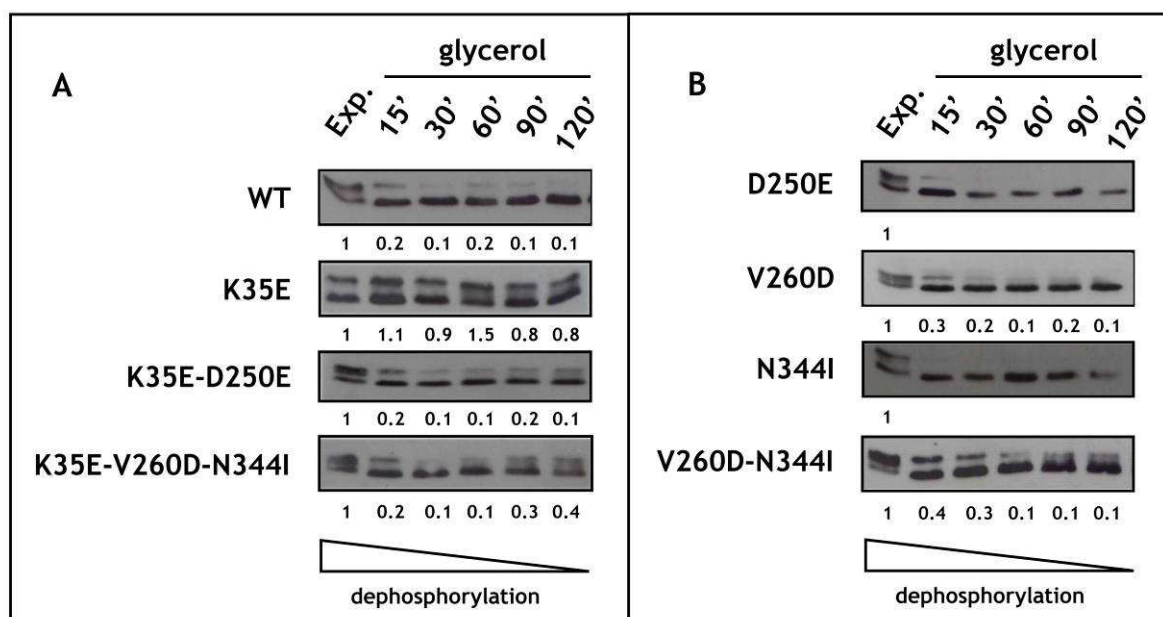 A
glycerol
Exp. 15’ 30’ 60’ 90’ 120’
WT
1 0.2 0.1 0.2 0.1 0.1
K35E
1 1.1 0.9 1.5 0.8 0.8
K35E-D250E
1 0.2 0.1 0.1 0.2 0.1
K35E-V260D-N344I
1 0.2 0.1 0.1 0.3 0.4
dephosphorylation
B
glycerol
Exp. 15’ 30’ 60’ 90’ 120’
D250E
1
V260D
1 0.3 0.2 0.1 0.2 0.1
N344I
1
V260D-N344I
1 0.4 0.3 0.1 0.1 0.1
dephosphorylation